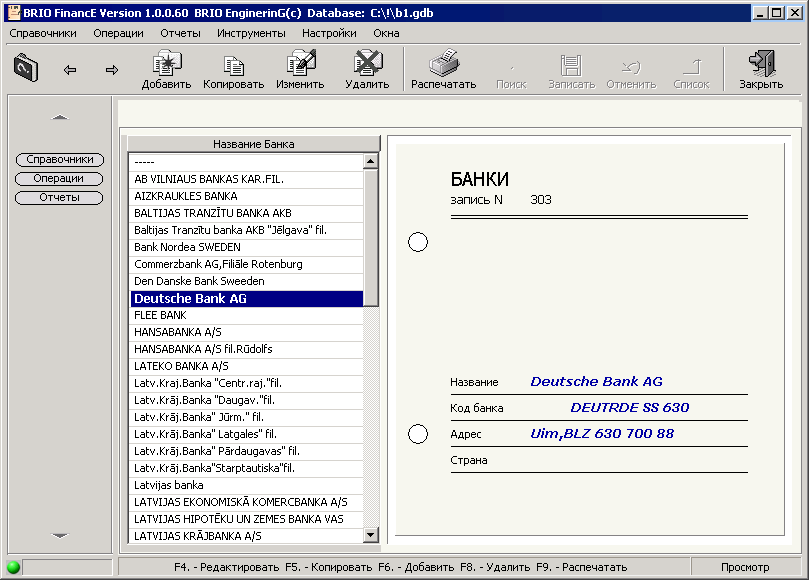 BRIO FinancE Version 1.0.0.60 BRIO EnginerinG(c) Database: C:\!\b1.gdb
Справочники Операции Отчеты Инструменты Настройки Окна
Добавить Копировать Изменить Удалить Распечатать Поиск Записать Отменить Список Закрыть
Справочники
Операции
Отчеты
Название Банка
-----
AB VILNIAUS BANKAS KAR.FIL.
AIZKRAUKLES BANKA
BALTIJAS TRANZĪTU BANKA AKB
Baltijas Tranzītu banka AKB "Jēlgava" fil.
Bank Nordea SWEDEN
Commerzbank AG,Filiāle Rotenburg
Den Danske Bank Sweeden
Deutsche Bank AG
FLEE BANK
HANSABANKA A/S
HANSABANKA A/S fil.Rūdolfs
LATEKO BANKA A/S
Latv.Kraj.Banka "Centr.raj."fil.
Latv.Krāj.Banka "Daugav."fil.
Latv.Krāj.Banka" Jūrm." fil.
Latv.Krāj.Banka" Latgales" fil.
Latv.Krāj.Banka" Pārdaugavas" fil.
Latv.Krāj.Banka"Starptautiska"fil.
Latvijas banka
LATVIJAS EKONOMISKĀ KOMERCBANKA A/S
LATVIJAS HIPOTĒKU UN ZEMES BANKA VAS
LATVIJAS KRĀJBANKA A/S
БАНКИ
запись N 303
Название Deutsche Bank AG
Код банка DEUTRDE SS 630
Адрес Uim,BLZ 630 700 88
Страна
F4. - Редактировать F5. - Копировать F6. - Добавить F8. - Удалить F9. - Распечатать
Просмотр